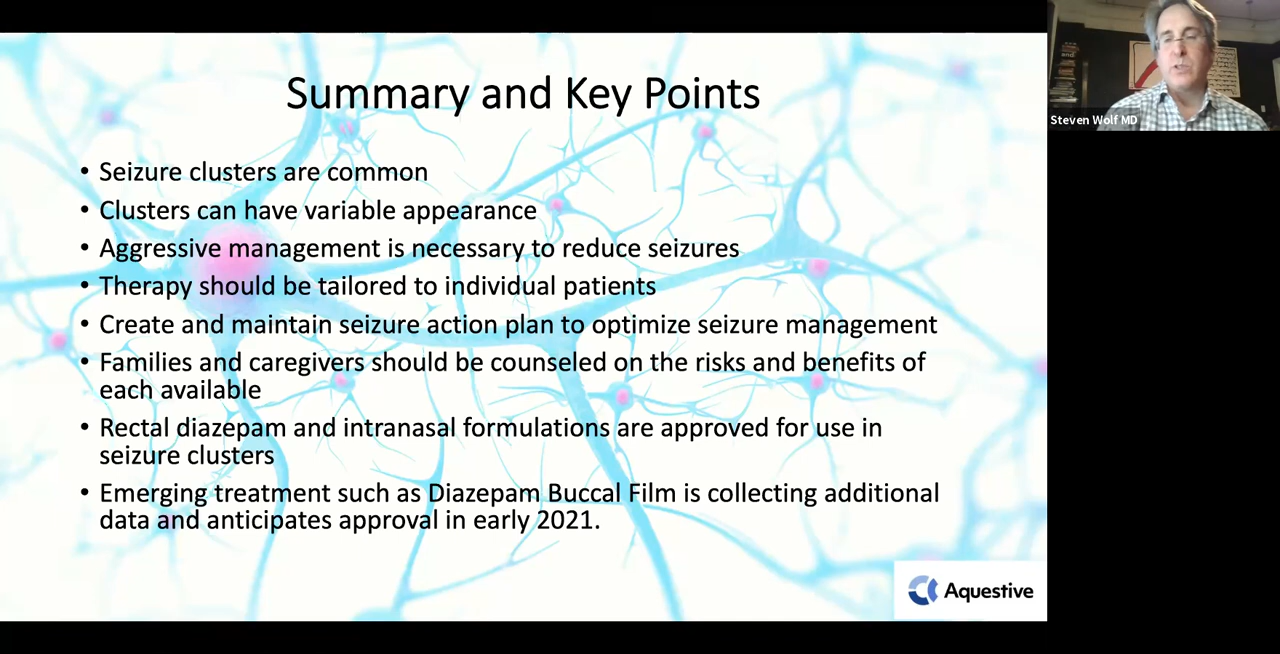 Summary and Key Points
• Seizure clusters are common
• Clusters can have variable appearance
• Aggressive management is necessary to reduce seizures
• Therapy should be tailored to individual patients
• Create and maintain seizure action plan to optimize seizure management
• Families and caregivers should be counseled on the risks and benefits of
each available
• Rectal diazepam and intranasal formulations are approved for use in
seizure clusters
• Emerging treatment such as Diazepam Buccal Film is collecting additional
data and anticipates approval in early 2021.
Aquestive
Steven Wolf MD